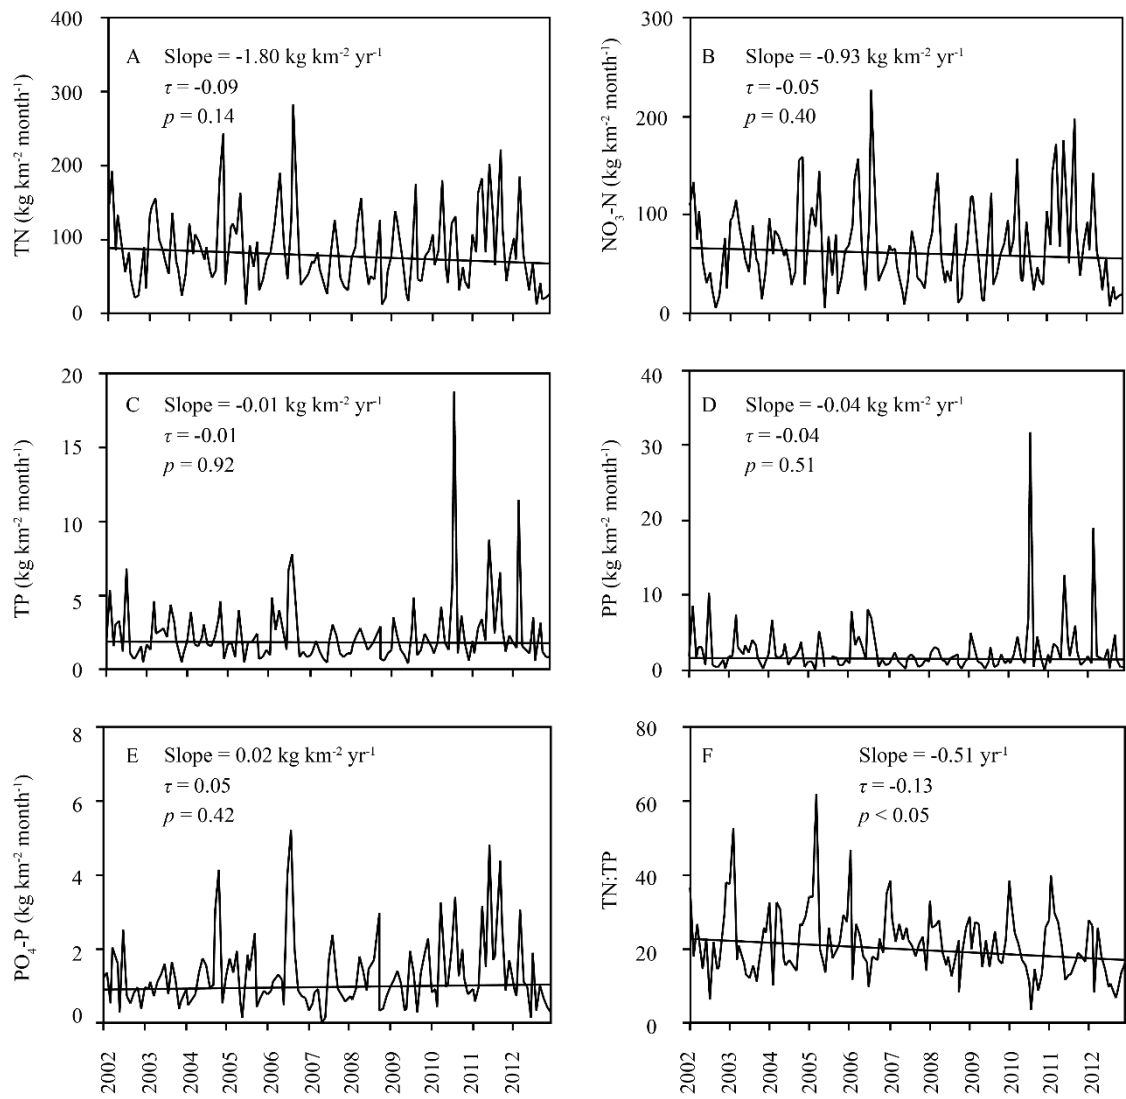 TN (kg km⁻² month⁻¹)
400
300
200
100
0
A Slope = -1.80 kg km⁻² yr⁻¹
τ = -0.09
p = 0.14
NO₃-N (kg km⁻² month⁻¹)
300
200
100
0
B Slope = -0.93 kg km⁻² yr⁻¹
τ = -0.05
p = 0.40
TP (kg km⁻² month⁻¹)
20
15
10
5
0
C Slope = -0.01 kg km⁻² yr⁻¹
τ = -0.01
p = 0.92
PP (kg km⁻² month⁻¹)
40
30
20
10
0
D Slope = -0.04 kg km⁻² yr⁻¹
τ = -0.04
p = 0.51
PO₄-P (kg km⁻² month⁻¹)
8
6
4
2
0
E Slope = 0.02 kg km⁻² yr⁻¹
τ = 0.05
p = 0.42
2002 2003 2004 2005 2006 2007 2008 2009 2010 2011 2012
TN:TP
80
60
40
20
0
F Slope = -0.51 yr⁻¹
τ = -0.13
p < 0.05
2002 2003 2004 2005 2006 2007 2008 2009 2010 2011 2012